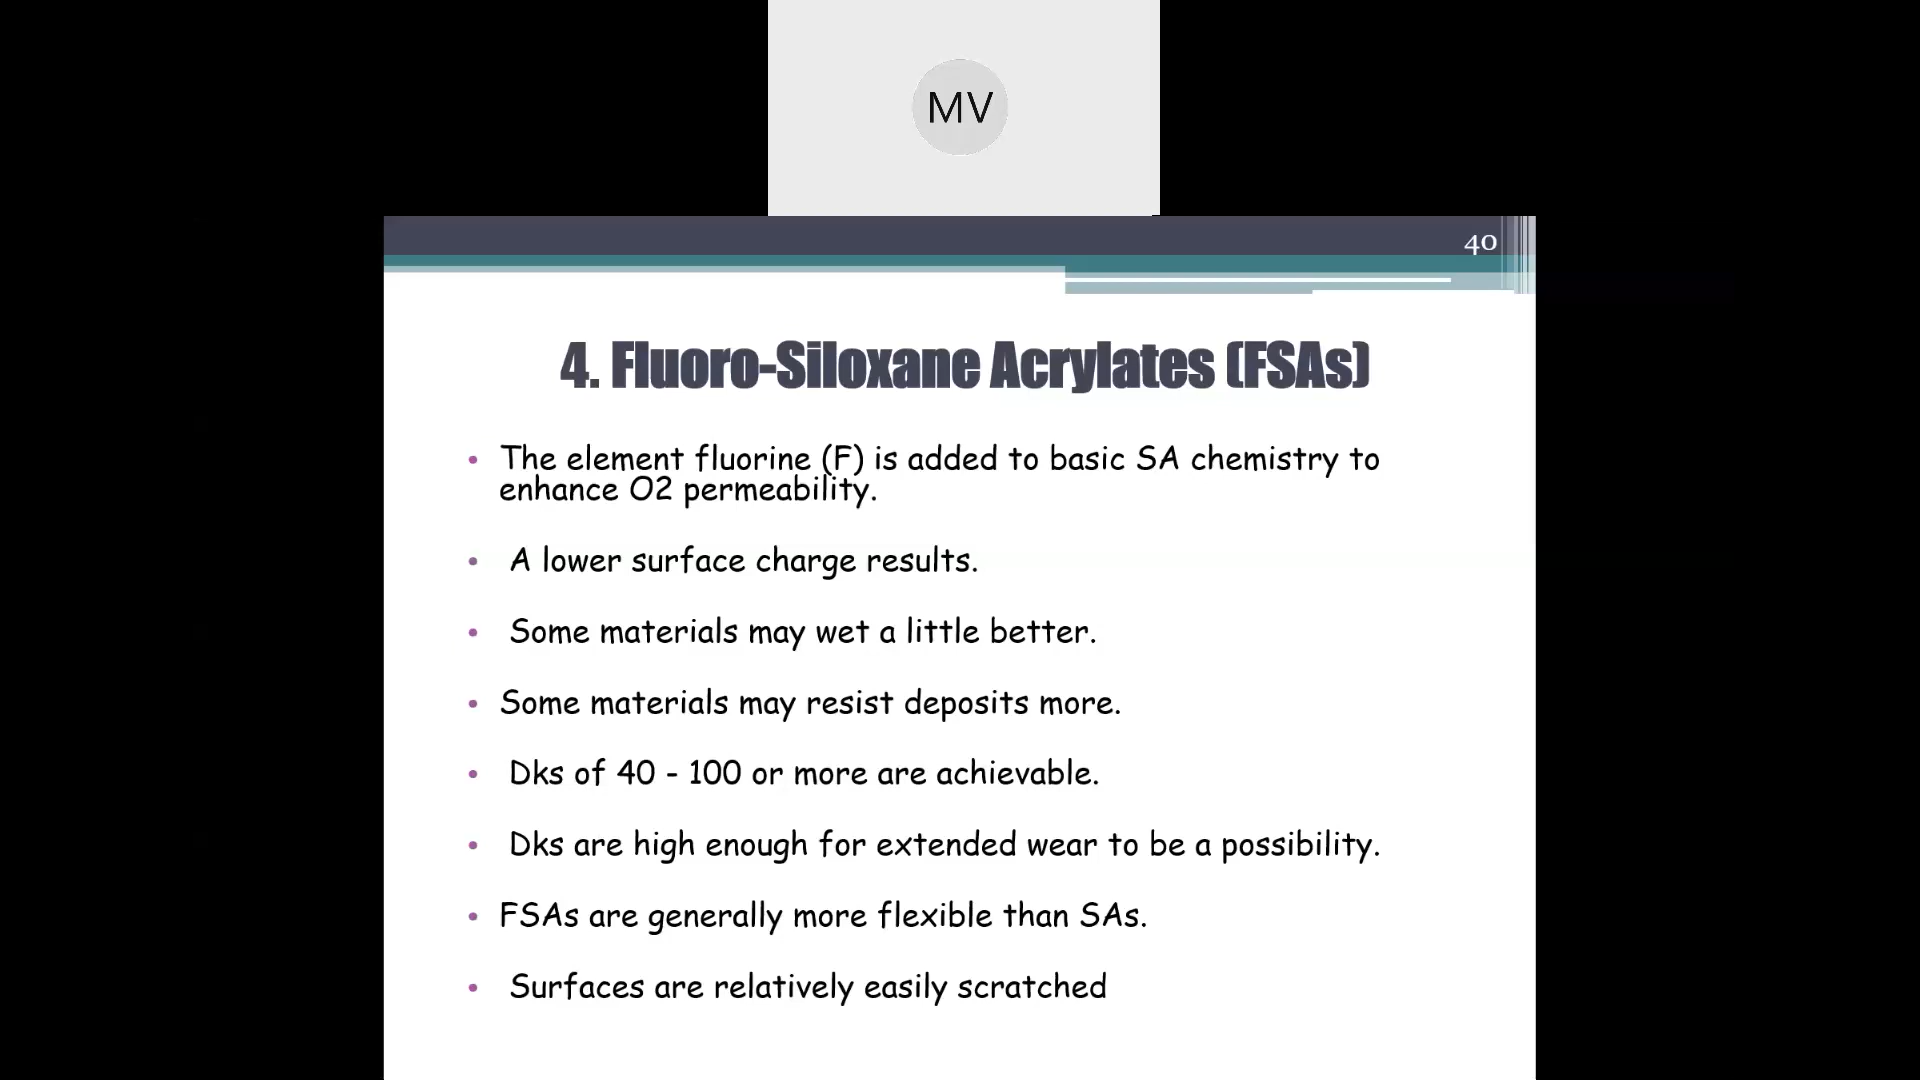 MV
40
4. Fluoro-Siloxane Acrylates (FSAs)
• The element fluorine (F) is added to basic SA chemistry to
enhance O2 permeability.
• A lower surface charge results.
• Some materials may wet a little better.
• Some materials may resist deposits more.
• Dks of 40 - 100 or more are achievable.
• Dks are high enough for extended wear to be a possibility.
• FSAs are generally more flexible than SAs.
• Surfaces are relatively easily scratched